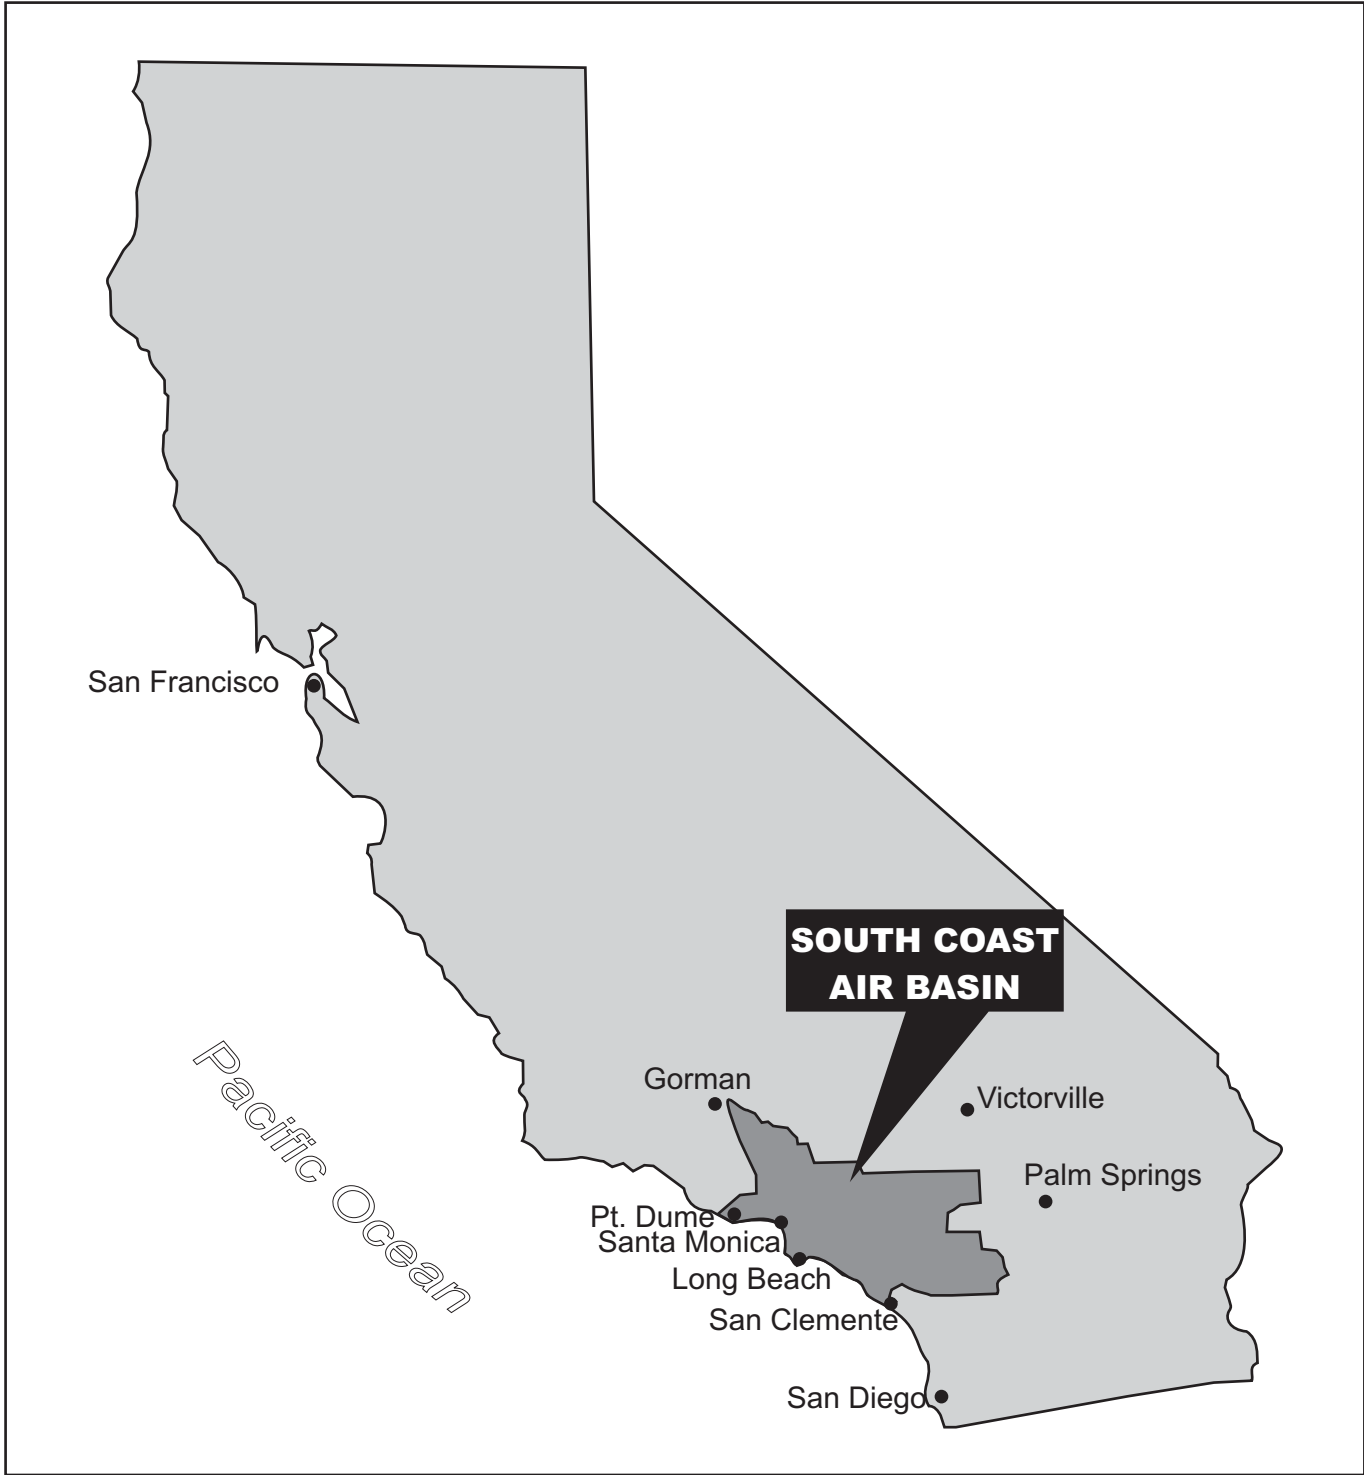 San Francisco
SOUTH COAST
AIR BASIN
Pacific Ocean
Gorman
Victorville
Palm Springs
Pt. Dume
Santa Monica
Long Beach
San Clemente
San Diego